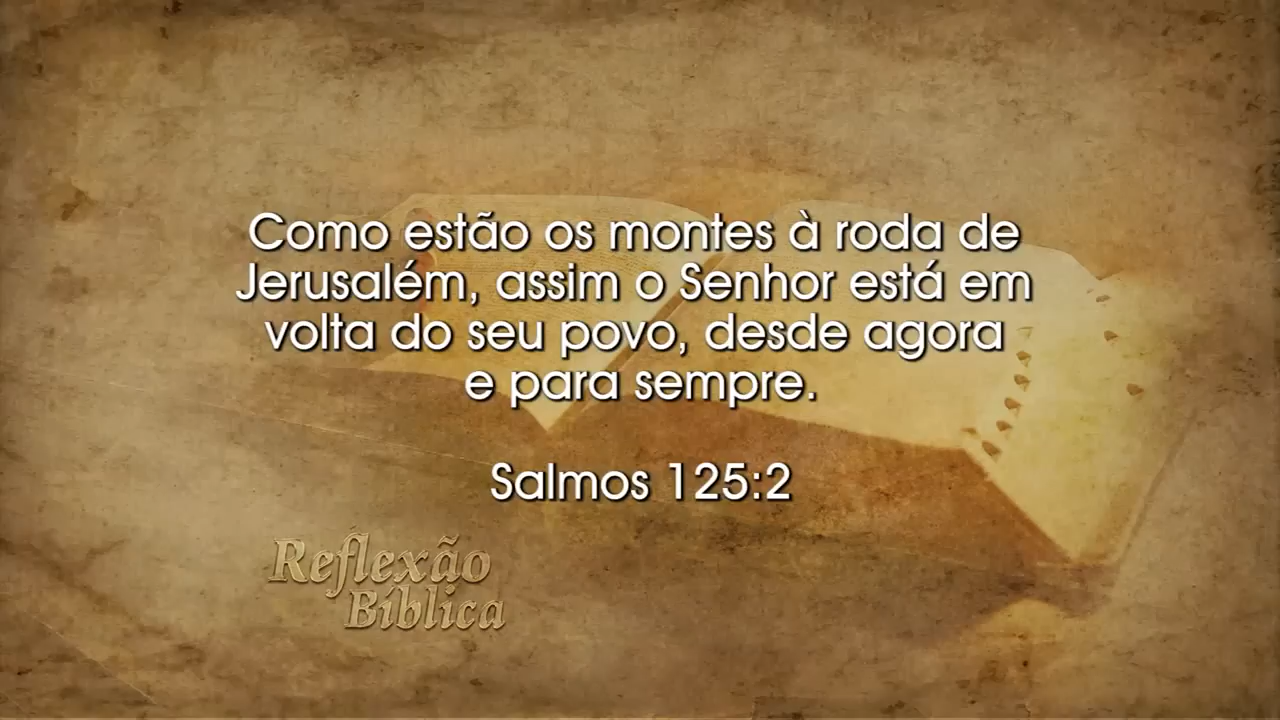 Como estão os montes à roda de
Jerusalém, assim o Senhor está em
volta do seu povo, desde agora
e para sempre.
Salmos 125:2
Reflexão
Bíblica